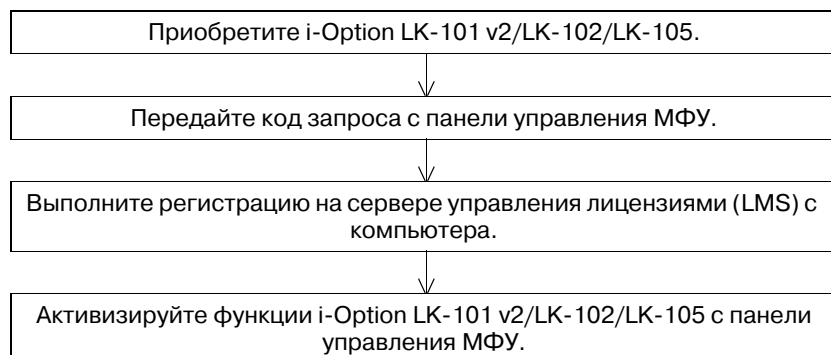 Приобретите i-Option LK-101 v2/LK-102/LK-105.
Передайте код запроса с панели управления МФУ.
Выполните регистрацию на сервере управления лицензиями (LMS) с
компьютера.
Активизируйте функции i-Option LK-101 v2/LK-102/LK-105 с панели
управления МФУ.